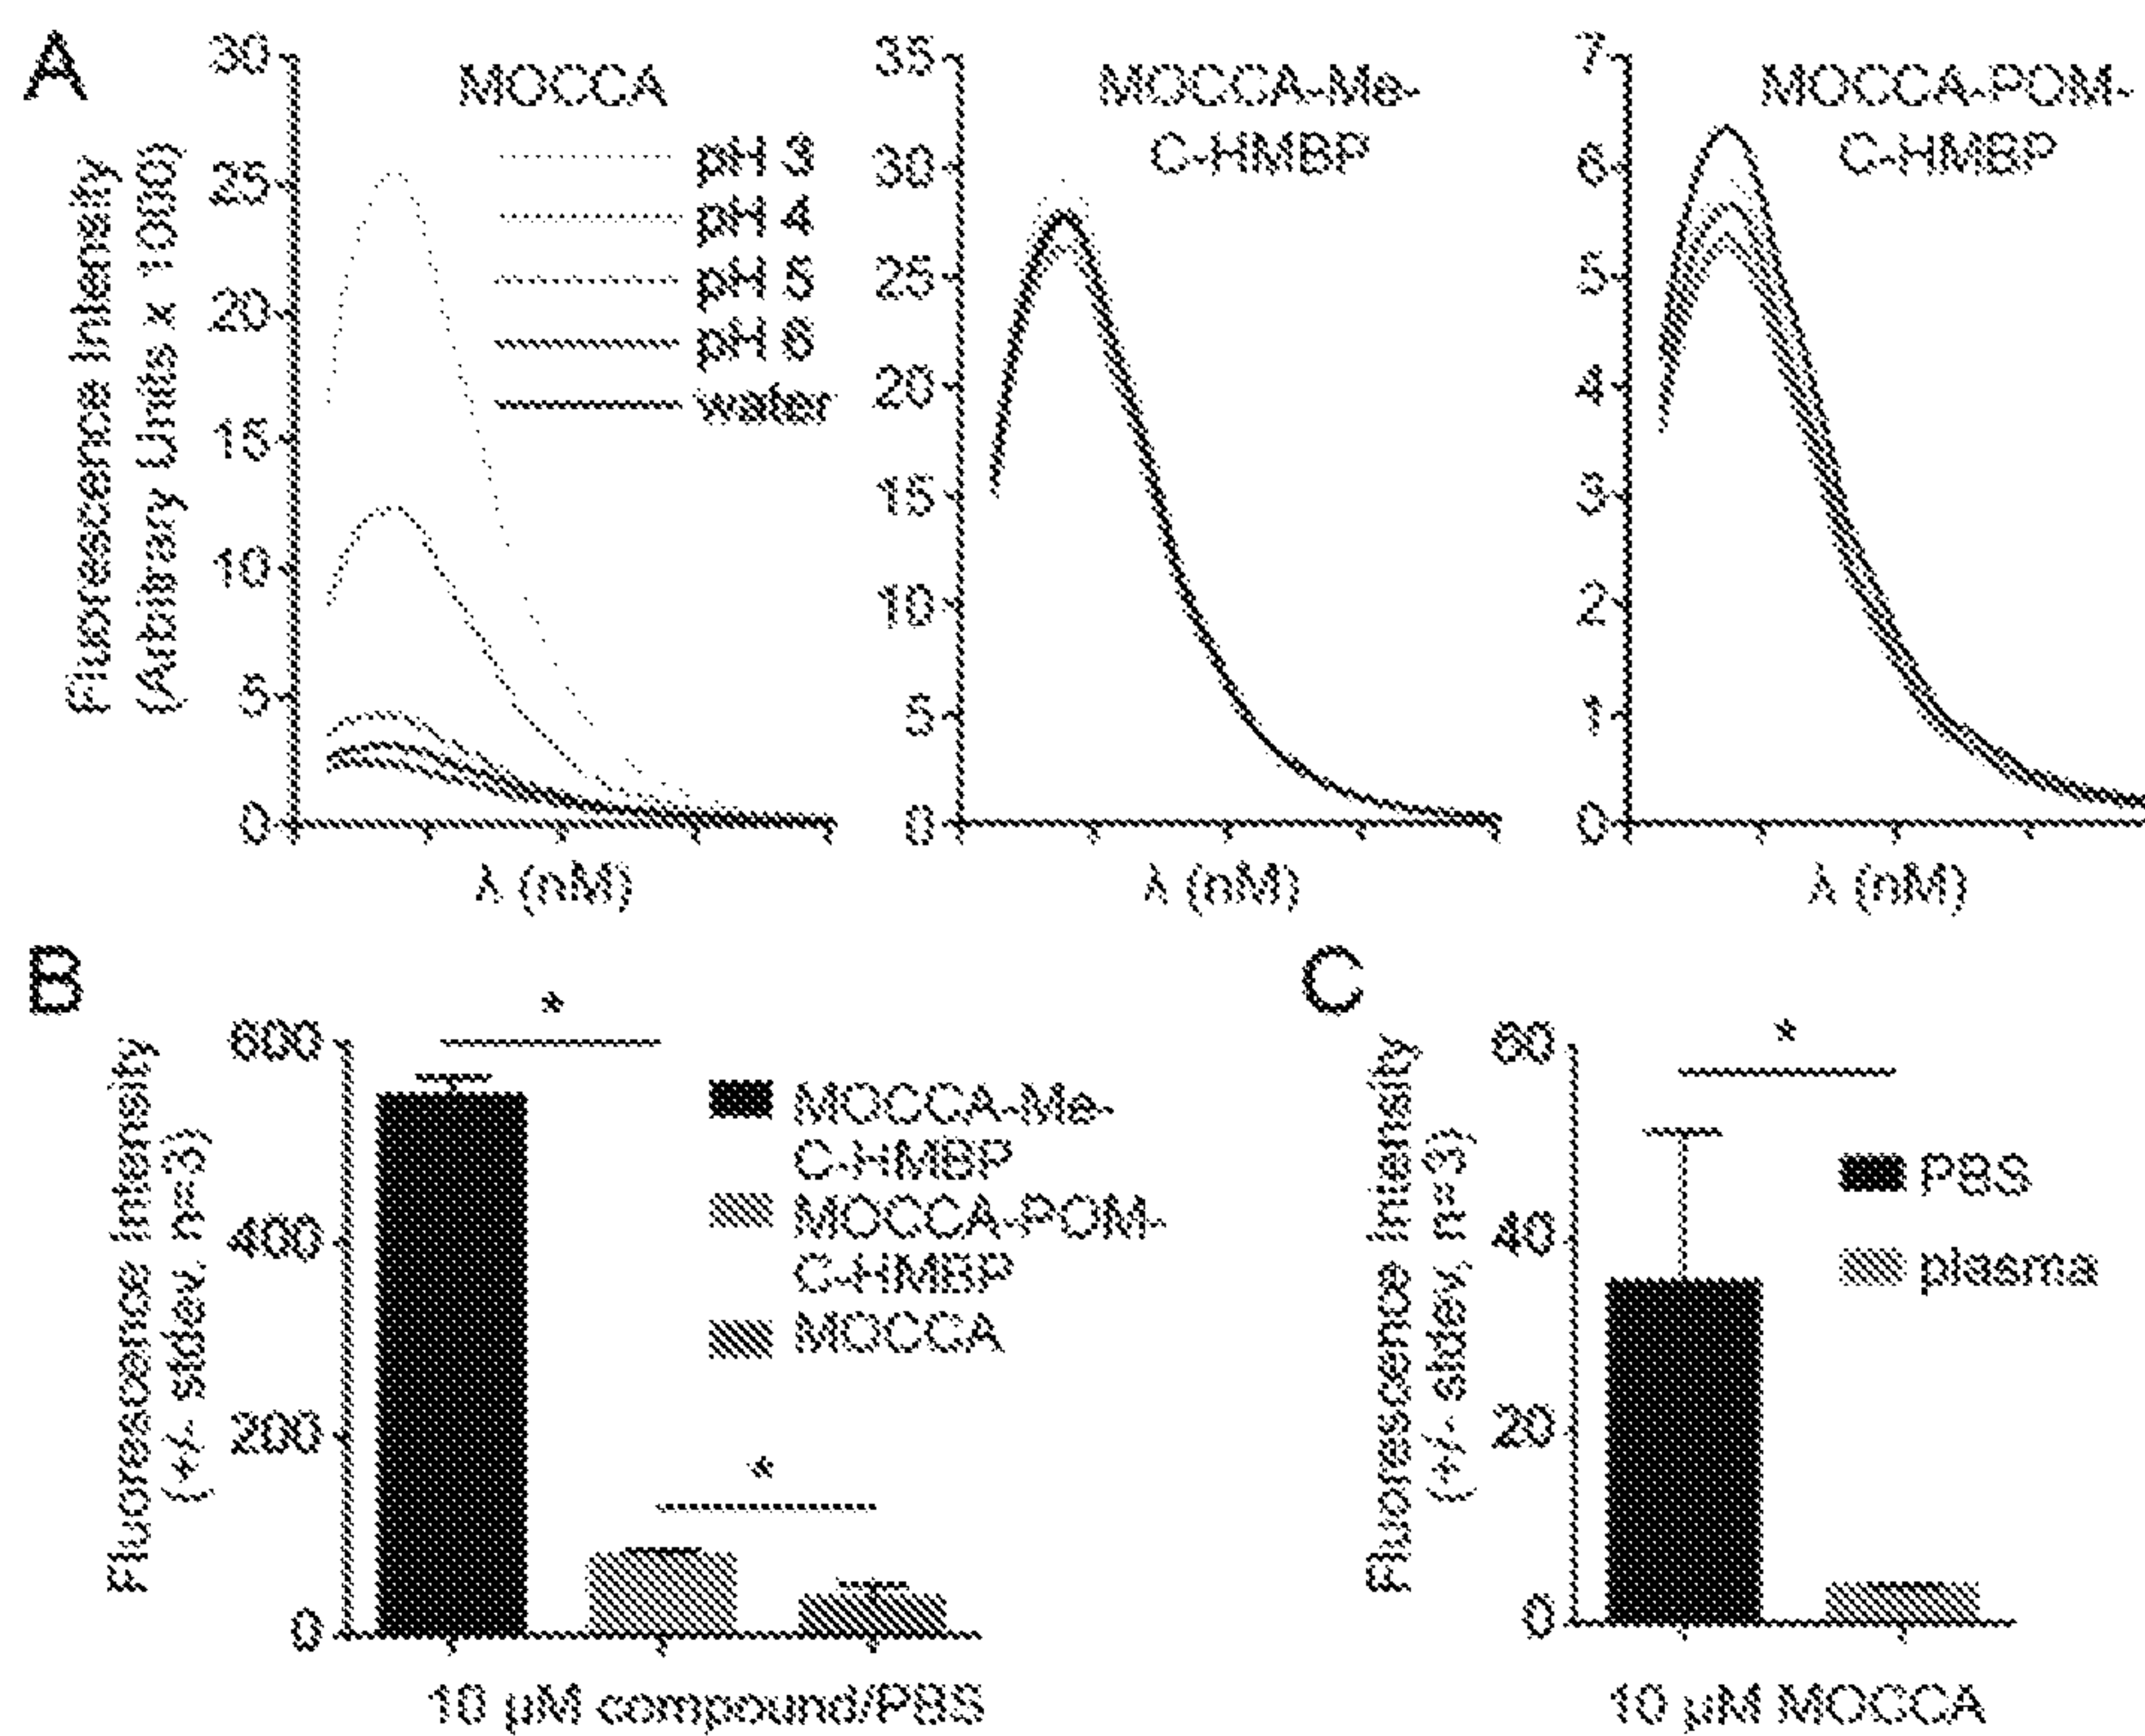 A
Fluorescence Intensity
(Arbitrary Units x 1000)
30
25
20
15
10
5
0
MOCCA
pH 3
pH 4
pH 5
pH 6
water
λ (nM)
35
30
25
20
15
10
5
0
MOCCA-Me-
C-HMBP
λ (nM)
7
6
5
4
3
2
1
0
MOCCA-POM-
C-HMBP
λ (nM)
B
Fluorescence Intensity
(+/- stdev. n=3)
600
400
200
0
*
*
MOCCA-Me-
C-HMBP
MOCCA-POM-
C-HMBP
MOCCA
10 μM compound/PBS
C
Fluorescence Intensity
(+/- stdev, n=3)
60
40
20
0
*
PBS
plasma
10 μM MOCCA